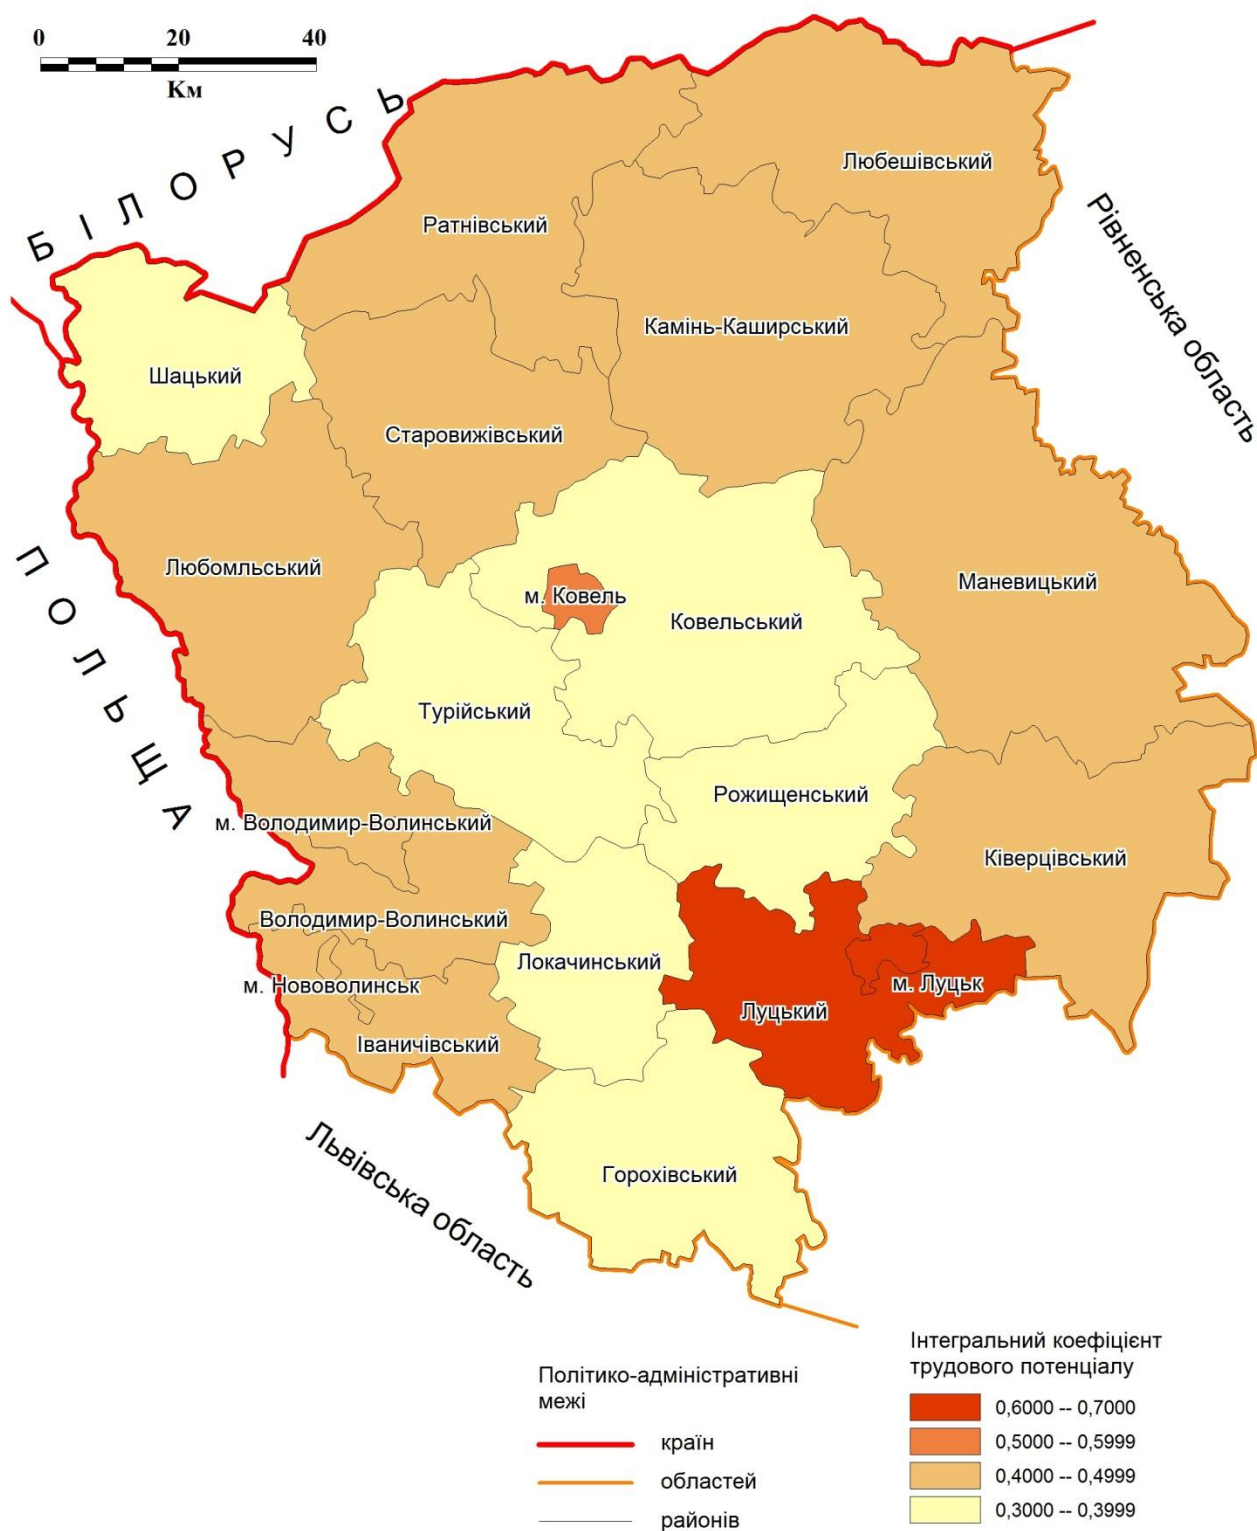 0 20 40
Км
БІЛОРУСЬ
Любешівський
Ратнівський
Рівненська область
Камінь-Каширський
Шацький
Старовижівський
Любомльський
Маневицький
м. Ковель
Ковельський
ПОЛЬЩА
Турійський
Рожищенський
м. Володимир-Волинський
Ківерцівський
Володимир-Волинський
Локачинський
м. Нововолинськ
м. Луцьк
Луцький
Іваничівський
Львівська область
Горохівський
Політико-адміністративні
межі
країн
областей
районів
Інтегральний коефіцієнт
трудового потенціалу
0,6000 -- 0,7000
0,5000 -- 0,5999
0,4000 -- 0,4999
0,3000 -- 0,3999